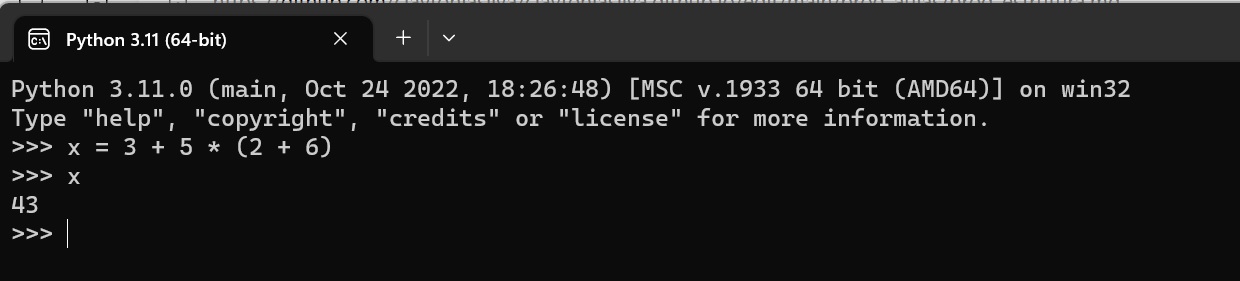 Python 3.11 (64-bit)
Python 3.11.0 (main, Oct 24 2022, 18:26:48) [MSC v.1933 64 bit (AMD64)] on win32
Type "help", "copyright", "credits" or "license" for more information.
>>> x = 3 + 5 * (2 + 6)
>>> x
43
>>>